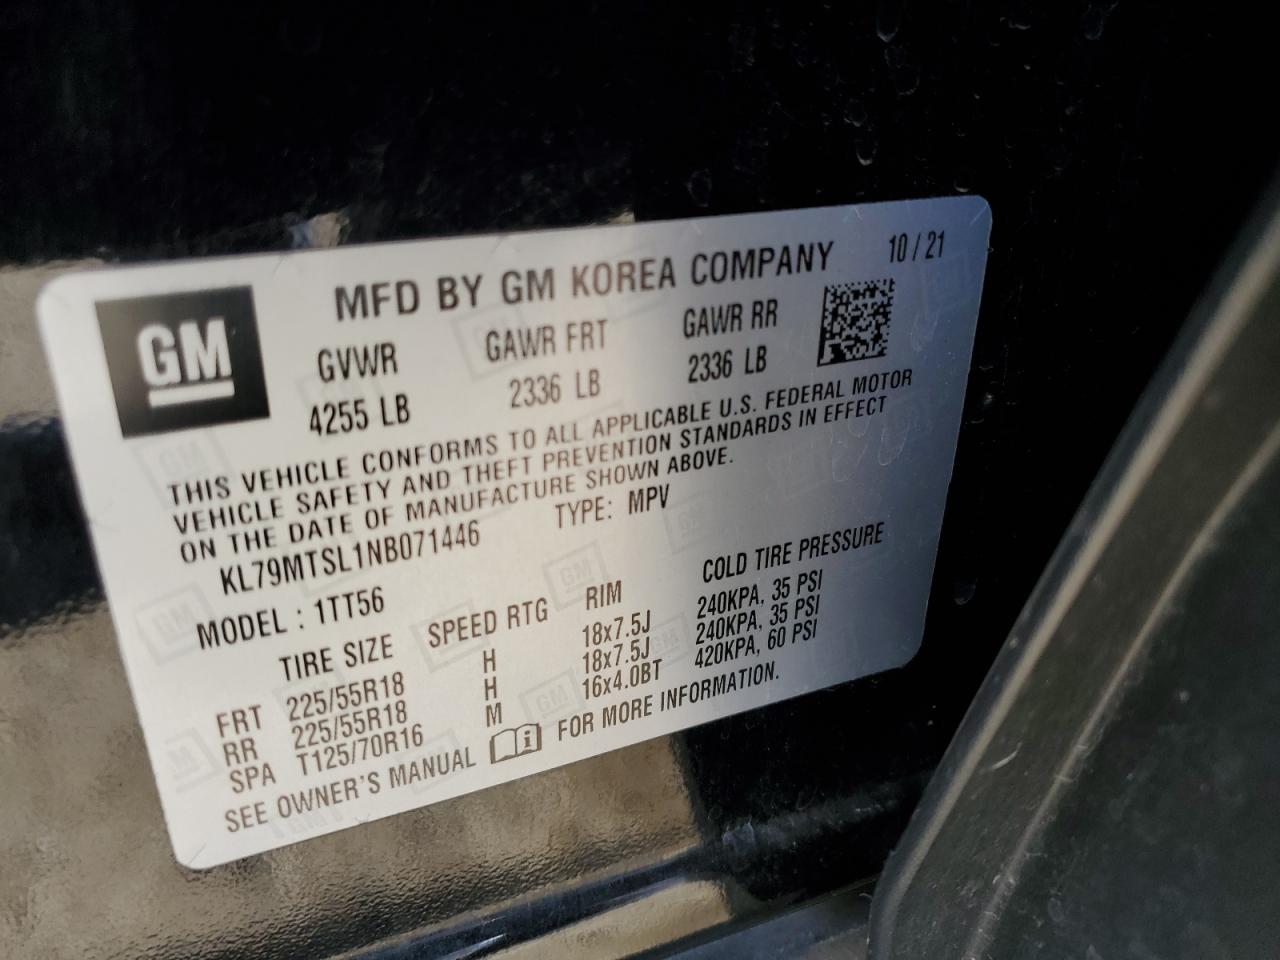 GM
MFD BY GM KOREA COMPANY 10/21
GVWR GAWR FRT GAWR RR
4255 LB 2336 LB 2336 LB
THIS VEHICLE CONFORMS TO ALL APPLICABLE U.S. FEDERAL MOTOR
VEHICLE SAFETY AND THEFT PREVENTION STANDARDS IN EFFECT
ON THE DATE OF MANUFACTURE SHOWN ABOVE.
KL79MTSL1NB071446 TYPE: MPV
MODEL : 1TT56
TIRE SIZE SPEED RTG RIM COLD TIRE PRESSURE
FRT 225/55R18 H 18x7.5J 240KPA, 35 PSI
RR 225/55R18 H 18x7.5J 240KPA, 35 PSI
SPA T125/70R16 M 16x4.0BT 420KPA, 60 PSI
SEE OWNER'S MANUAL i FOR MORE INFORMATION.